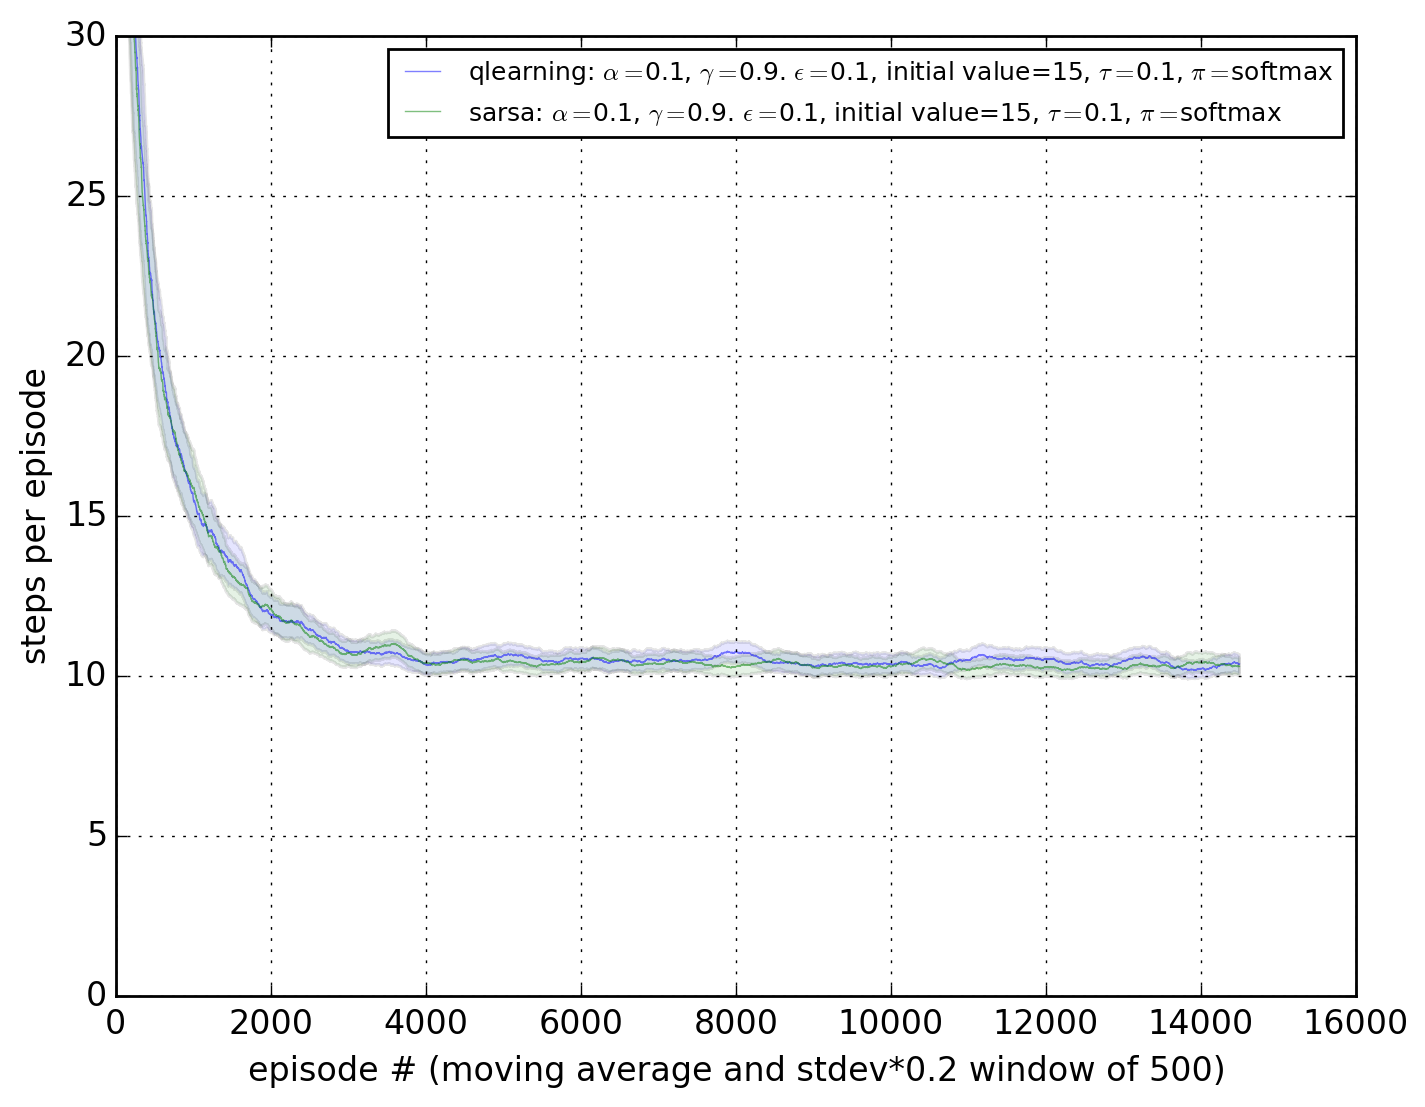 30
25
20
15
10
5
0
qlearning: α=0.1, γ=0.9. ϵ=0.1, initial value=15, τ=0.1, π=softmax
sarsa: α=0.1, γ=0.9. ϵ=0.1, initial value=15, τ=0.1, π=softmax
steps per episode
0 2000 4000 6000 8000 10000 12000 14000 16000
episode # (moving average and stdev*0.2 window of 500)